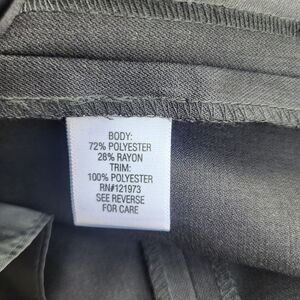 BODY:
72% POLYESTER
28% RAYON
TRIM:
100% POLYESTER
RN#121973
SEE REVERSE
FOR CARE